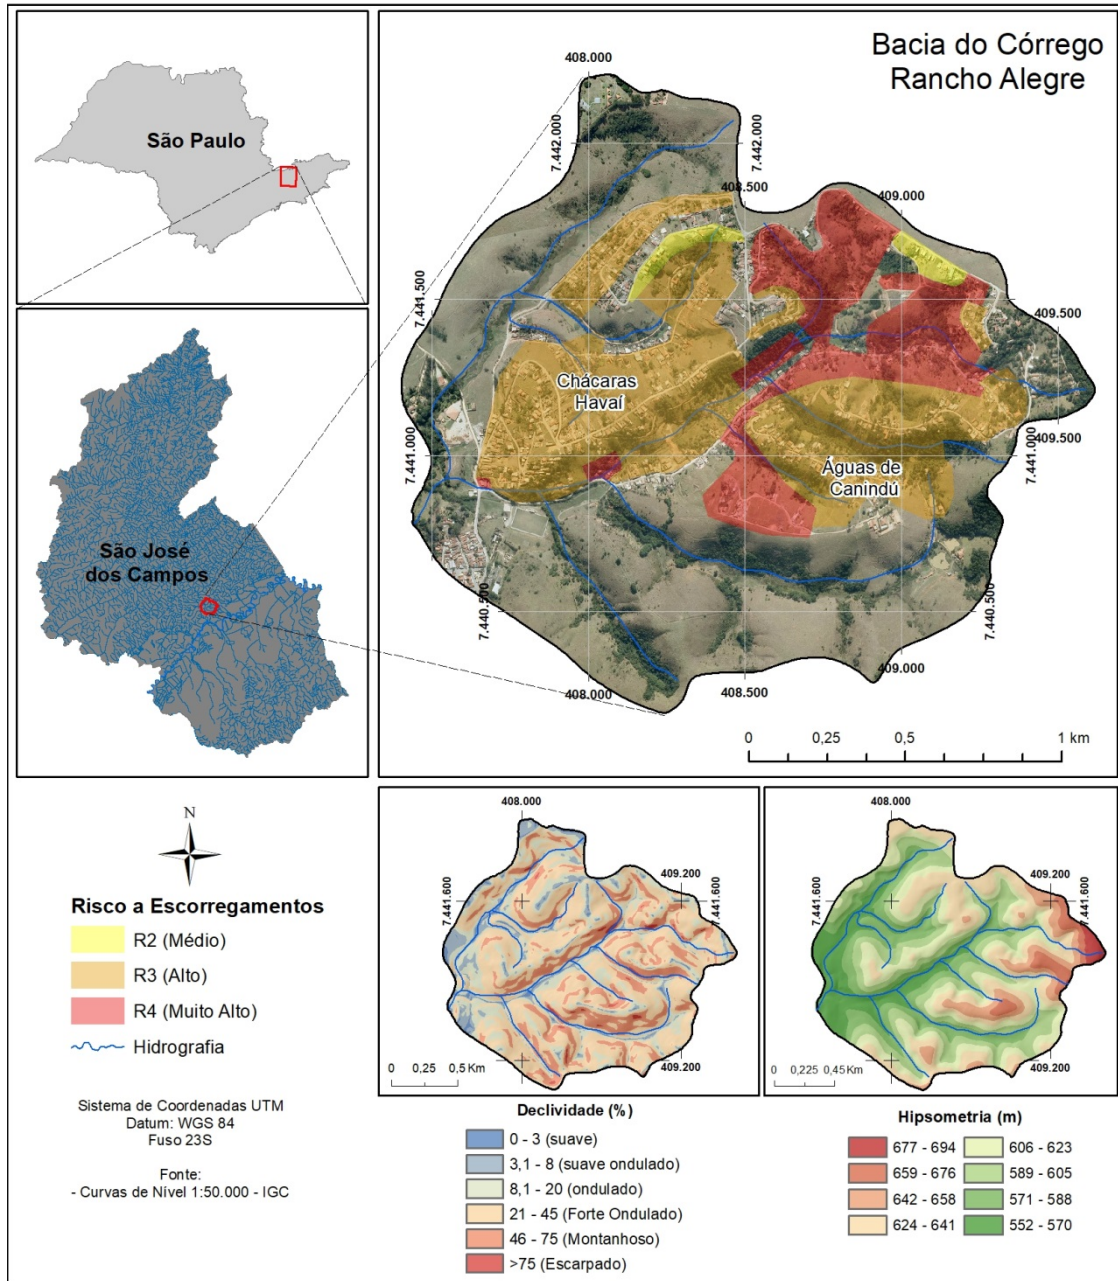 São Paulo
São José
dos Campos
Bacia do Córrego
Rancho Alegre
408.000
7.442.000
7.442.000
408.500
409.000
7.441.500
409.500
Chácaras
Havaí
Águas de
Canindú
7.441.000
7.441.000
409.500
7.440.500
7.440.500
408.000
408.500
409.000
0 0,25 0,5 1 km
N
Risco a Escorregamentos
R2 (Médio)
R3 (Alto)
R4 (Muito Alto)
Hidrografia
Sistema de Coordenadas UTM
Datum: WGS 84
Fuso 23S
Fonte:
- Curvas de Nível 1:50.000 - IGC
408.000
409.200
7.441.600
7.441.600
409.200
0 0,25 0,5 Km
Declividade (%)
0 - 3 (suave)
3,1 - 8 (suave ondulado)
8,1 - 20 (ondulado)
21 - 45 (Forte Ondulado)
46 - 75 (Montanhoso)
>75 (Escarpado)
408.000
409.200
7.441.600
7.441.600
409.200
0 0,225 0,45 Km
Hipsometria (m)
677 - 694
659 - 676
642 - 658
624 - 641
606 - 623
589 - 605
571 - 588
552 - 570